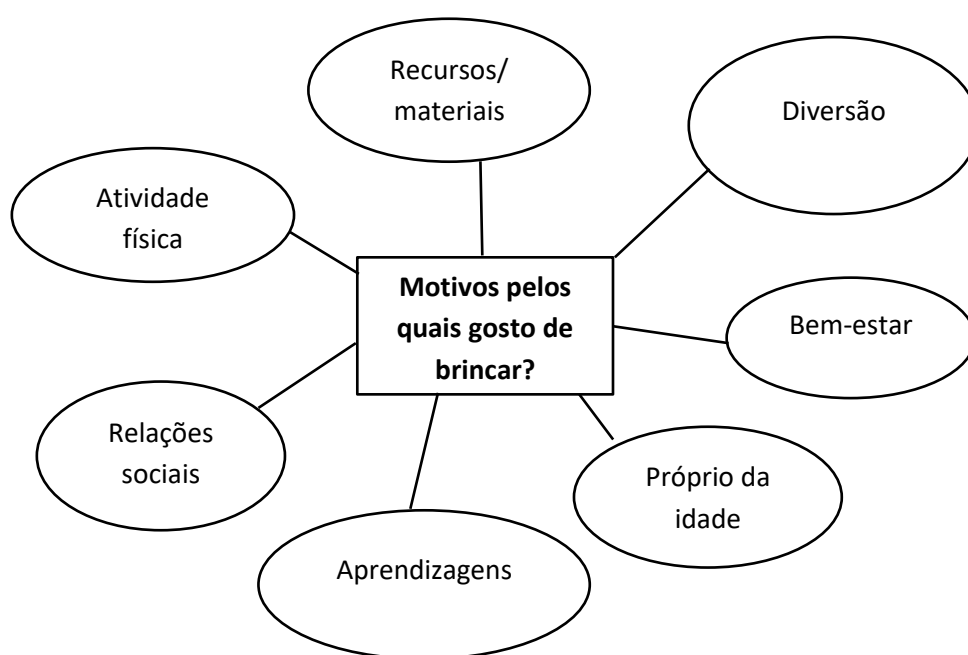 Recursos/
materiais
Diversão
Atividade
física
Motivos pelos
quais gosto de
brincar?
Bem-estar
Relações
sociais
Próprio da
idade
Aprendizagens